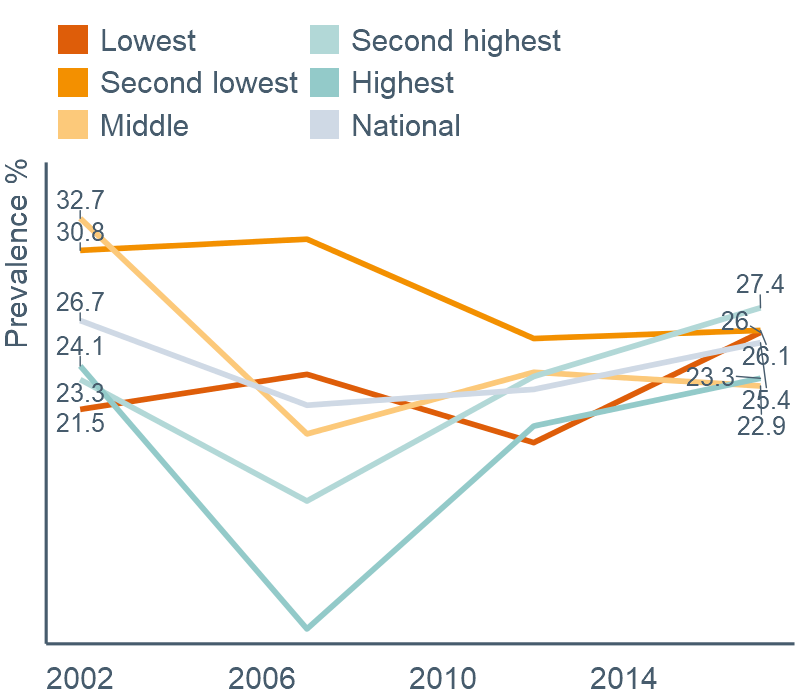 Lowest
Second highest
Second lowest
Highest
Middle
National
Prevalence %
32.7
30.8
26.7
24.1
23.3
21.5
27.4
26
26.1
23.3
25.4
22.9
2002
2006
2010
2014